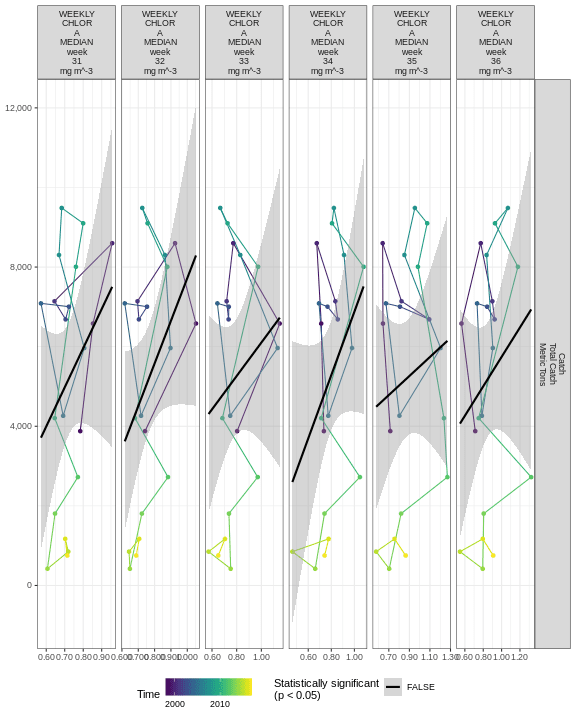 WEEKLY
CHLOR
A
MEDIAN
week
31
mg m^-3
WEEKLY
CHLOR
A
MEDIAN
week
32
mg m^-3
WEEKLY
CHLOR
A
MEDIAN
week
33
mg m^-3
WEEKLY
CHLOR
A
MEDIAN
week
34
mg m^-3
WEEKLY
CHLOR
A
MEDIAN
week
35
mg m^-3
WEEKLY
CHLOR
A
MEDIAN
week
36
mg m^-3
12,000
8,000
4,000
0
Catch
Total Catch
Metric Tons
0.60 0.70 0.80 0.90
0.60 0.70 0.80 0.90 1.00
0.60 0.80 1.00
0.60 0.80 1.00
0.70 0.90 1.10 1.30
0.60 0.80 1.00 1.20
Time
2000 2010
Statistically significant
(p < 0.05)
FALSE